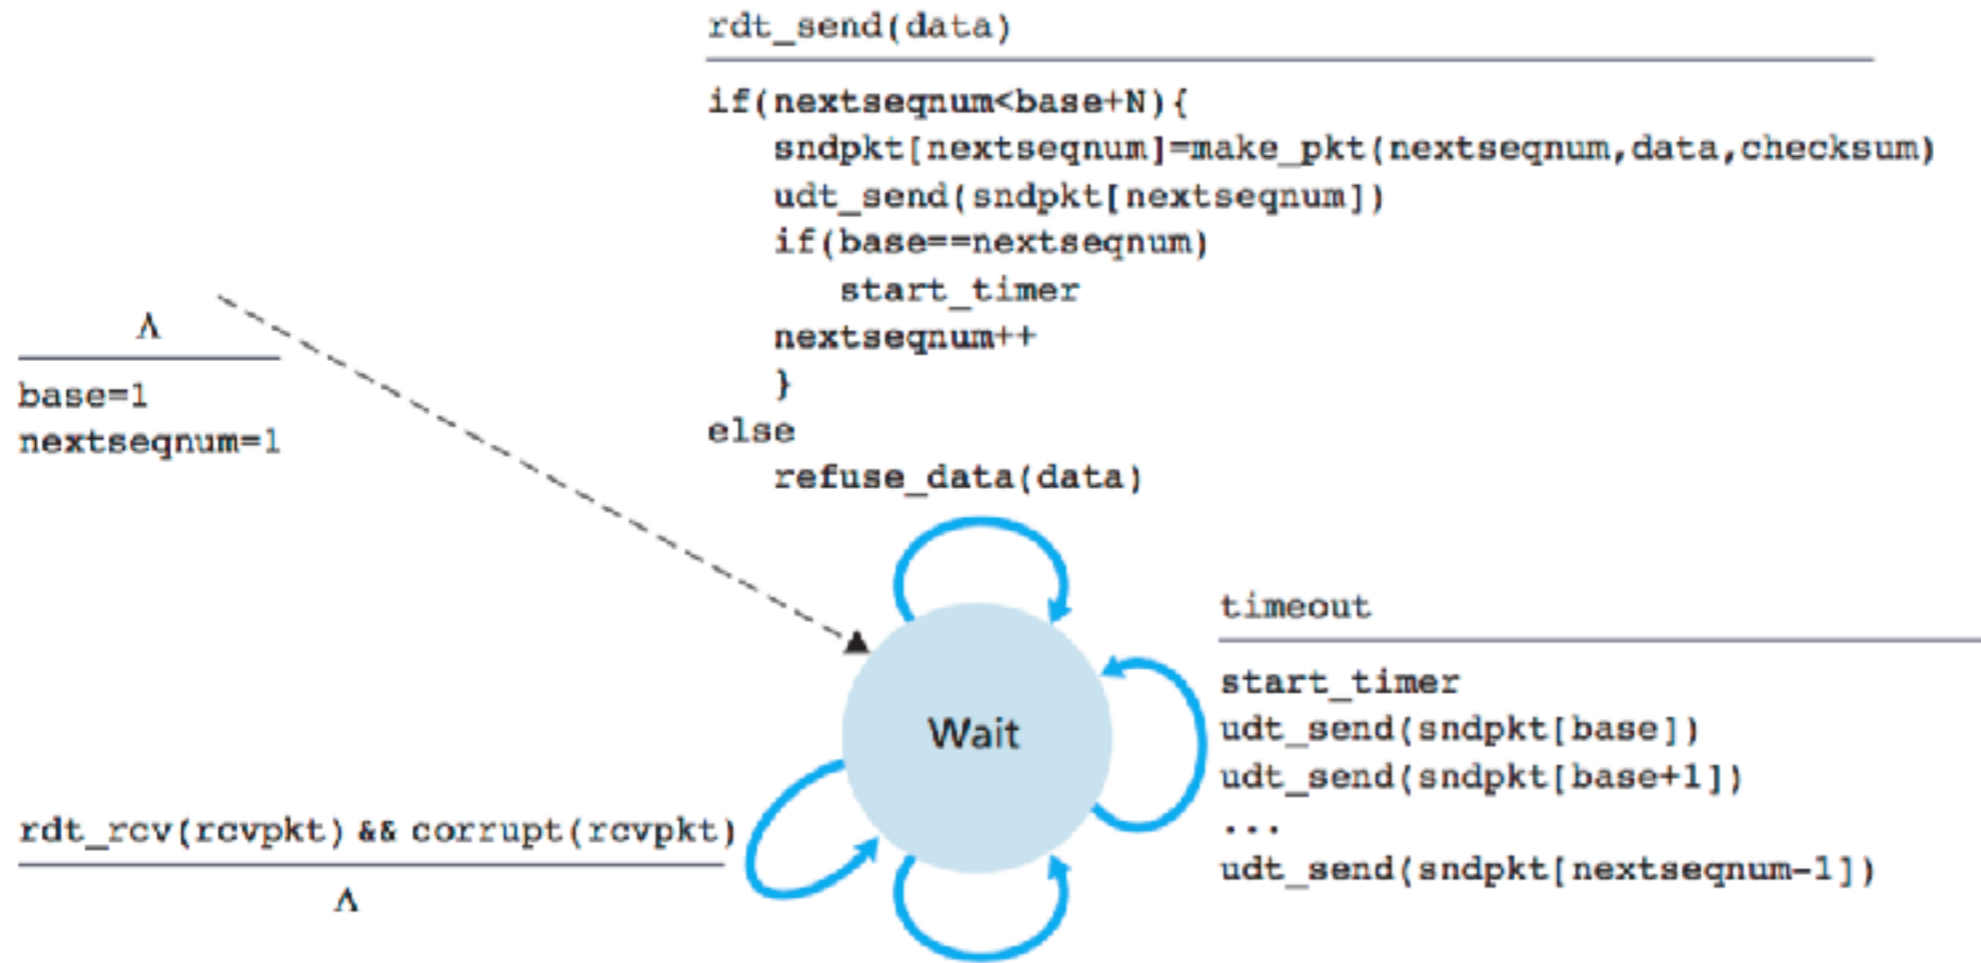 rdt_send(data)
if(nextseqnum<base+N){
sndpkt[nextseqnum]=make_pkt(nextseqnum,data,checksum)
udt_send(sndpkt[nextseqnum])
if(base==nextseqnum)
start_timer
nextseqnum++
}
else
refuse_data(data)
Λ
base=1
nextseqnum=1
Wait
timeout
start_timer
udt_send(sndpkt[base])
udt_send(sndpkt[base+1])
...
udt_send(sndpkt[nextseqnum-1])
rdt_rcv(rcvpkt) && corrupt(rcvpkt)
Λ